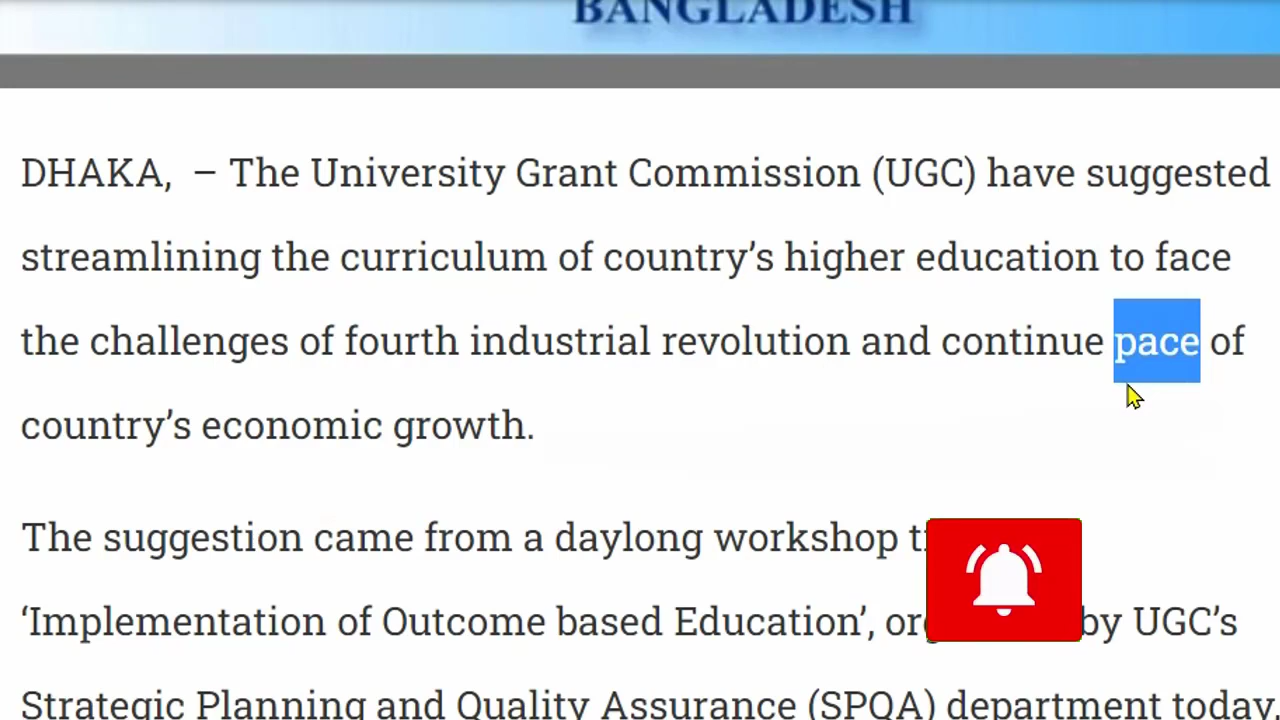 BANGLADESH
DHAKA, – The University Grant Commission (UGC) have suggested
streamlining the curriculum of country’s higher education to face
the challenges of fourth industrial revolution and continue pace of
country’s economic growth.
The suggestion came from a daylong workshop
‘Implementation of Outcome based Education’, by UGC’s
Strategic Planning and Quality Assurance (SPQA) department today.